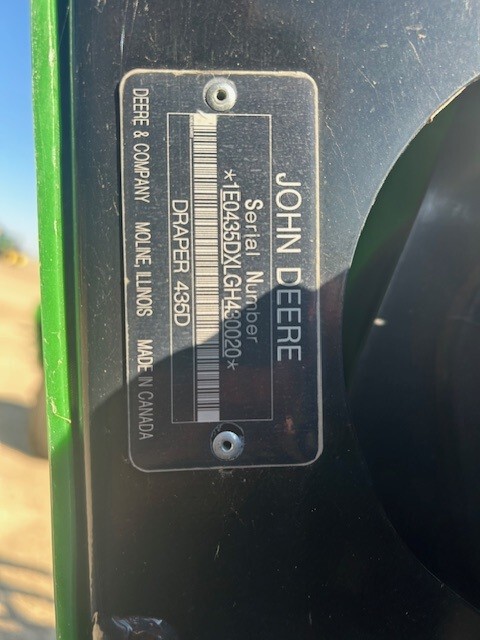 JOHN DEERE
Serial Number
*1E0435DXLGH430020*
DRAPER 435D
DEERE & COMPANY MOLINE, ILLINOIS MADE IN CANADA